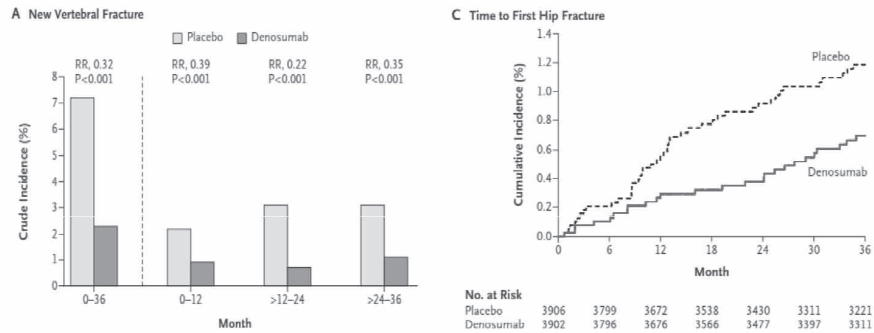 A New Vertebral Fracture
Placebo Denosumab
RR, 0.32 RR, 0.39 RR, 0.22 RR, 0.35
P<0.001 P<0.001 P<0.001 P<0.001
Crude Incidence (%)
8
7
6
5
4
3
2
1
0
0–36 0–12 >12–24 >24–36
Month
C Time to First Hip Fracture
Cumulative Incidence (%)
1.4
1.2
1.0
0.8
0.6
0.4
0.2
0.0
Placebo
Denosumab
0 6 12 18 24 30 36
Month
No. at Risk
Placebo 3906 3799 3672 3538 3430 3311 3221
Denosumab 3902 3796 3676 3566 3477 3397 3311